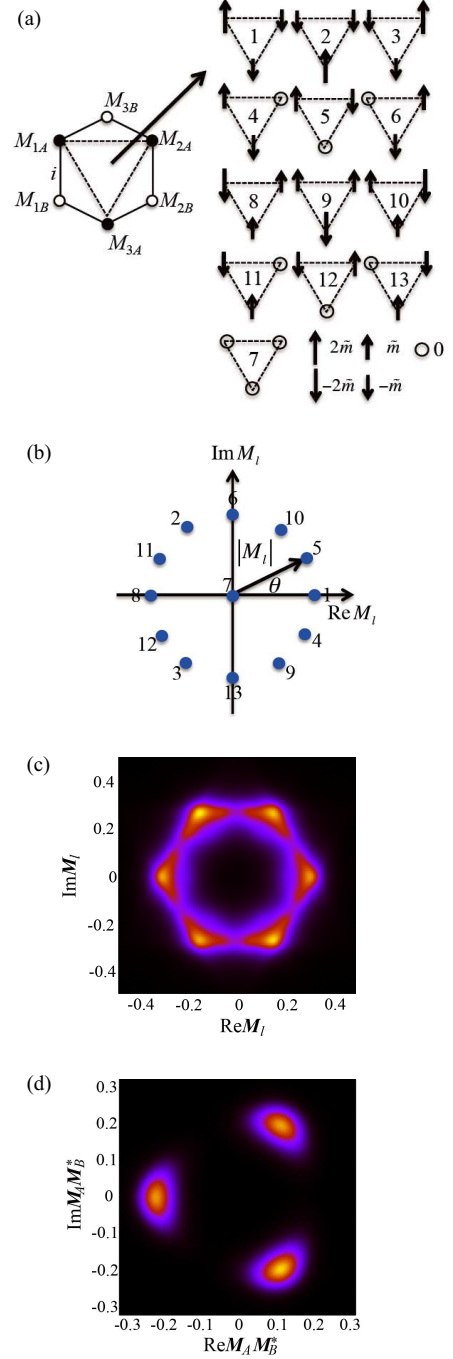 (a)
1 2 3
M3B
M1A M2A
4 5 6
i
M1B M2B
8 9 10
M3A
11 12 13
7
2m̃ m̃ 0
−2m̃ −m̃
(b)
Im Ml
6
2 10
11 |Ml| 5
8 7 θ 1
Re Ml
12 4
3 9
13
(c)
0.4
0.2
0
-0.2
-0.4
ImMl
-0.4 -0.2 0 0.2 0.4
ReMl
(d)
0.3
0.2
0.1
0
-0.1
-0.2
-0.3
ImMAM*B
-0.3 -0.2 -0.1 0 0.1 0.2 0.3
ReMAM*B